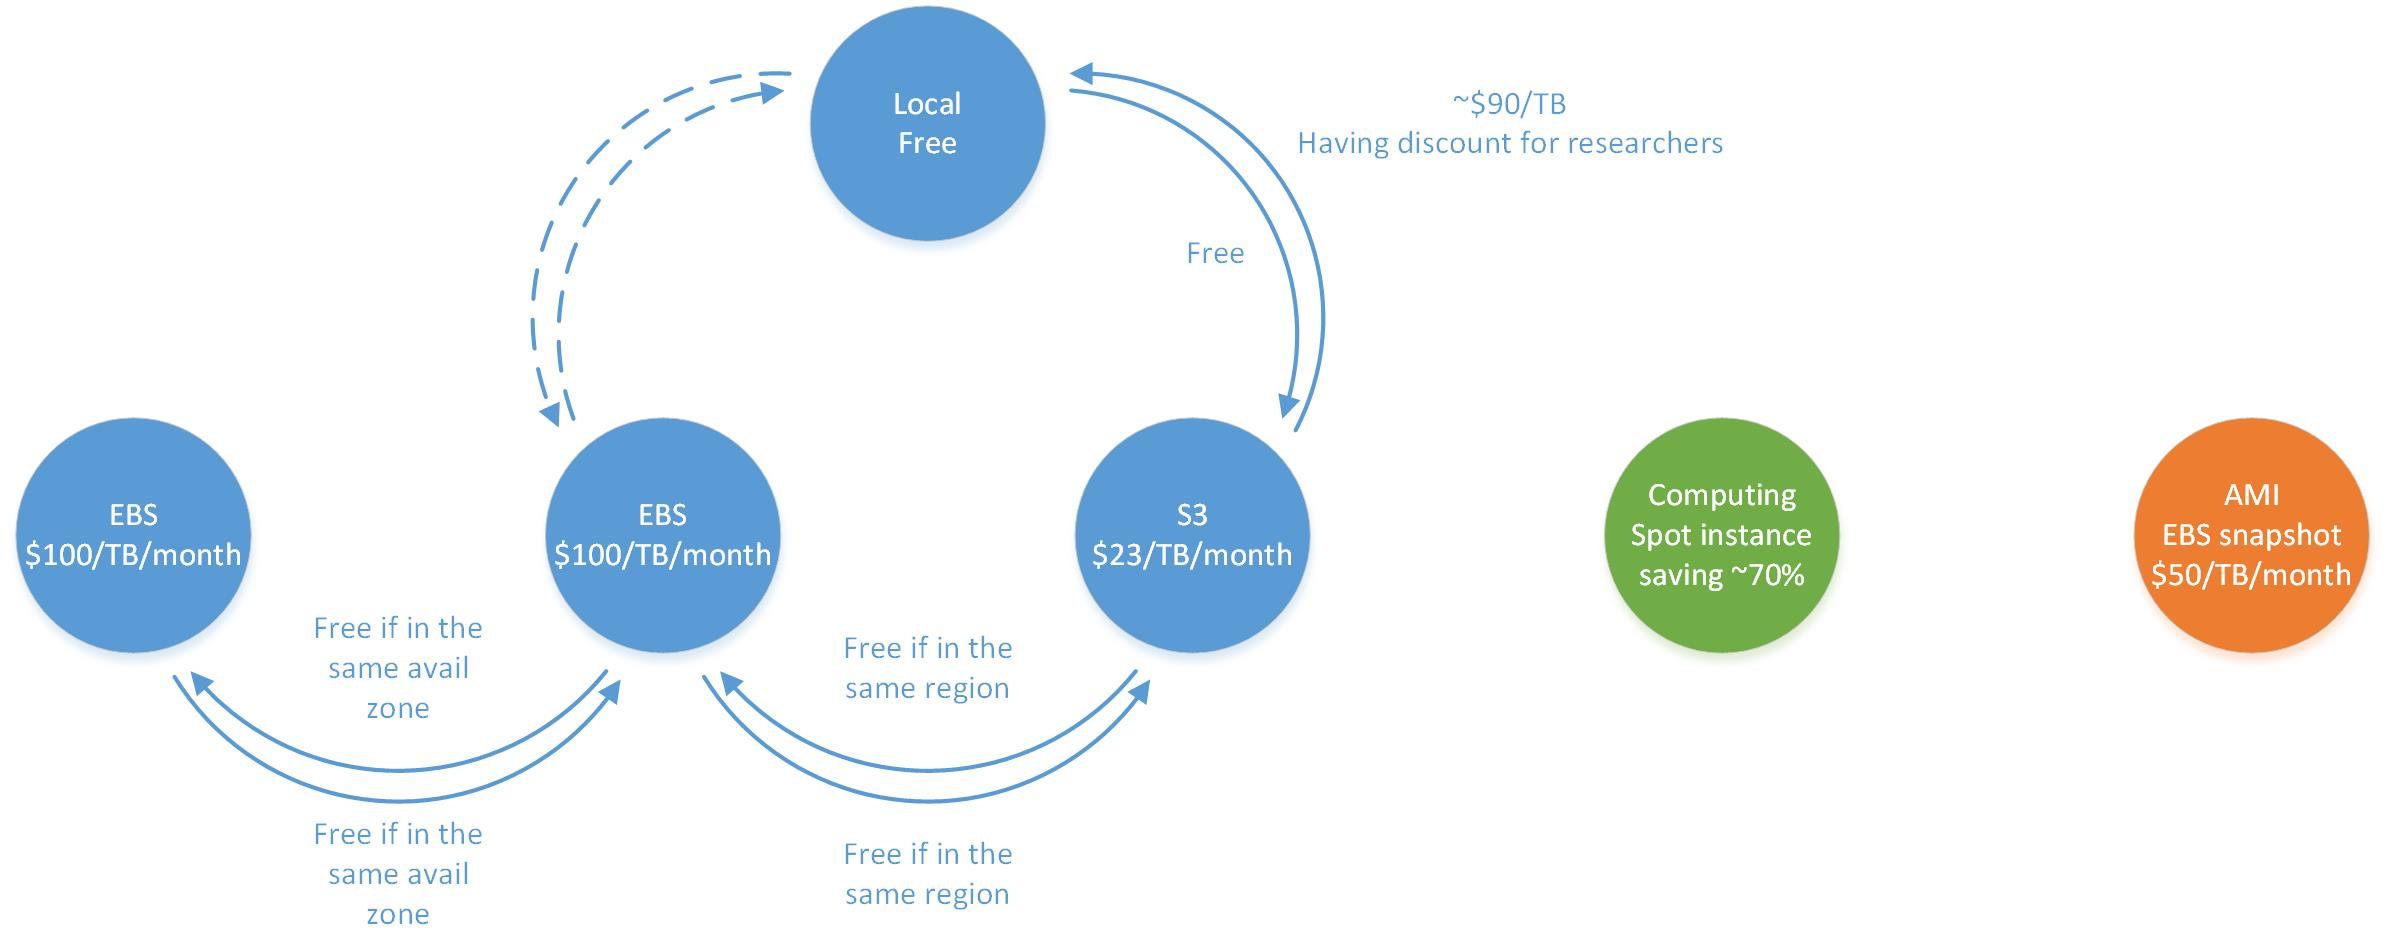 Local
Free
~$90/TB
Having discount for researchers
Free
EBS
$100/TB/month
EBS
$100/TB/month
S3
$23/TB/month
Computing
Spot instance
saving ~70%
AMI
EBS snapshot
$50/TB/month
Free if in the
same avail
zone
Free if in the
same region
Free if in the
same avail
zone
Free if in the
same region